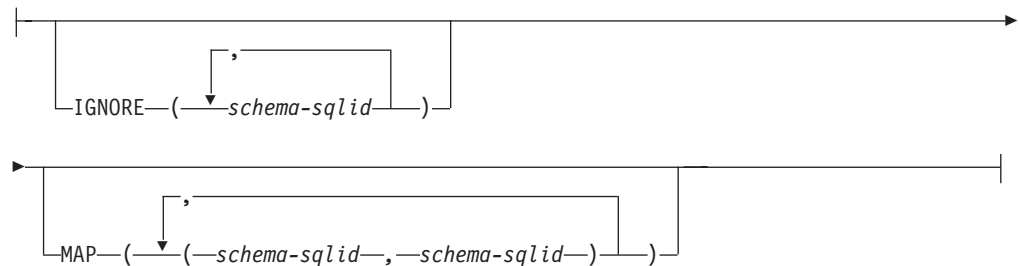 ,
IGNORE ( schema-sqlid )
,
MAP ( ( schema-sqlid , schema-sqlid ) )